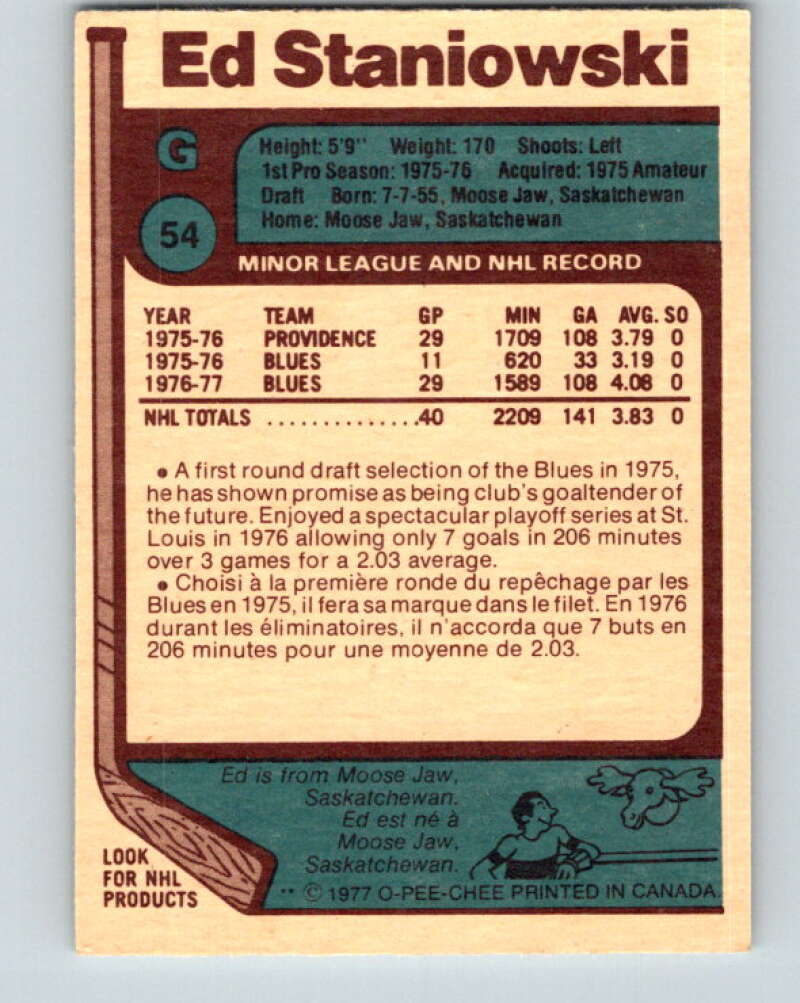 Ed Staniowski
G
Height: 5'9" Weight: 170 Shoots: Left
1st Pro Season: 1975-76 Acquired: 1975 Amateur
Draft Born: 7-7-55, Moose Jaw, Saskatchewan
Home: Moose Jaw, Saskatchewan
54
MINOR LEAGUE AND NHL RECORD
YEAR TEAM GP MIN GA AVG. SO
1975-76 PROVIDENCE 29 1709 108 3.79 0
1975-76 BLUES 11 620 33 3.19 0
1976-77 BLUES 29 1589 108 4.08 0
NHL TOTALS ...............40 2209 141 3.83 0
• A first round draft selection of the Blues in 1975,
he has shown promise as being club's goaltender of
the future. Enjoyed a spectacular playoff series at St.
Louis in 1976 allowing only 7 goals in 206 minutes
over 3 games for a 2.03 average.
• Choisi à la première ronde du repêchage par les
Blues en 1975, il fera sa marque dans le filet. En 1976
durant les éliminatoires, il n'accorda que 7 buts en
206 minutes pour une moyenne de 2.03.
Ed is from Moose Jaw,
Saskatchewan.
Ed est né à
Moose Jaw,
Saskatchewan.
LOOK
FOR NHL
PRODUCTS
** © 1977 O-PEE-CHEE PRINTED IN CANADA.